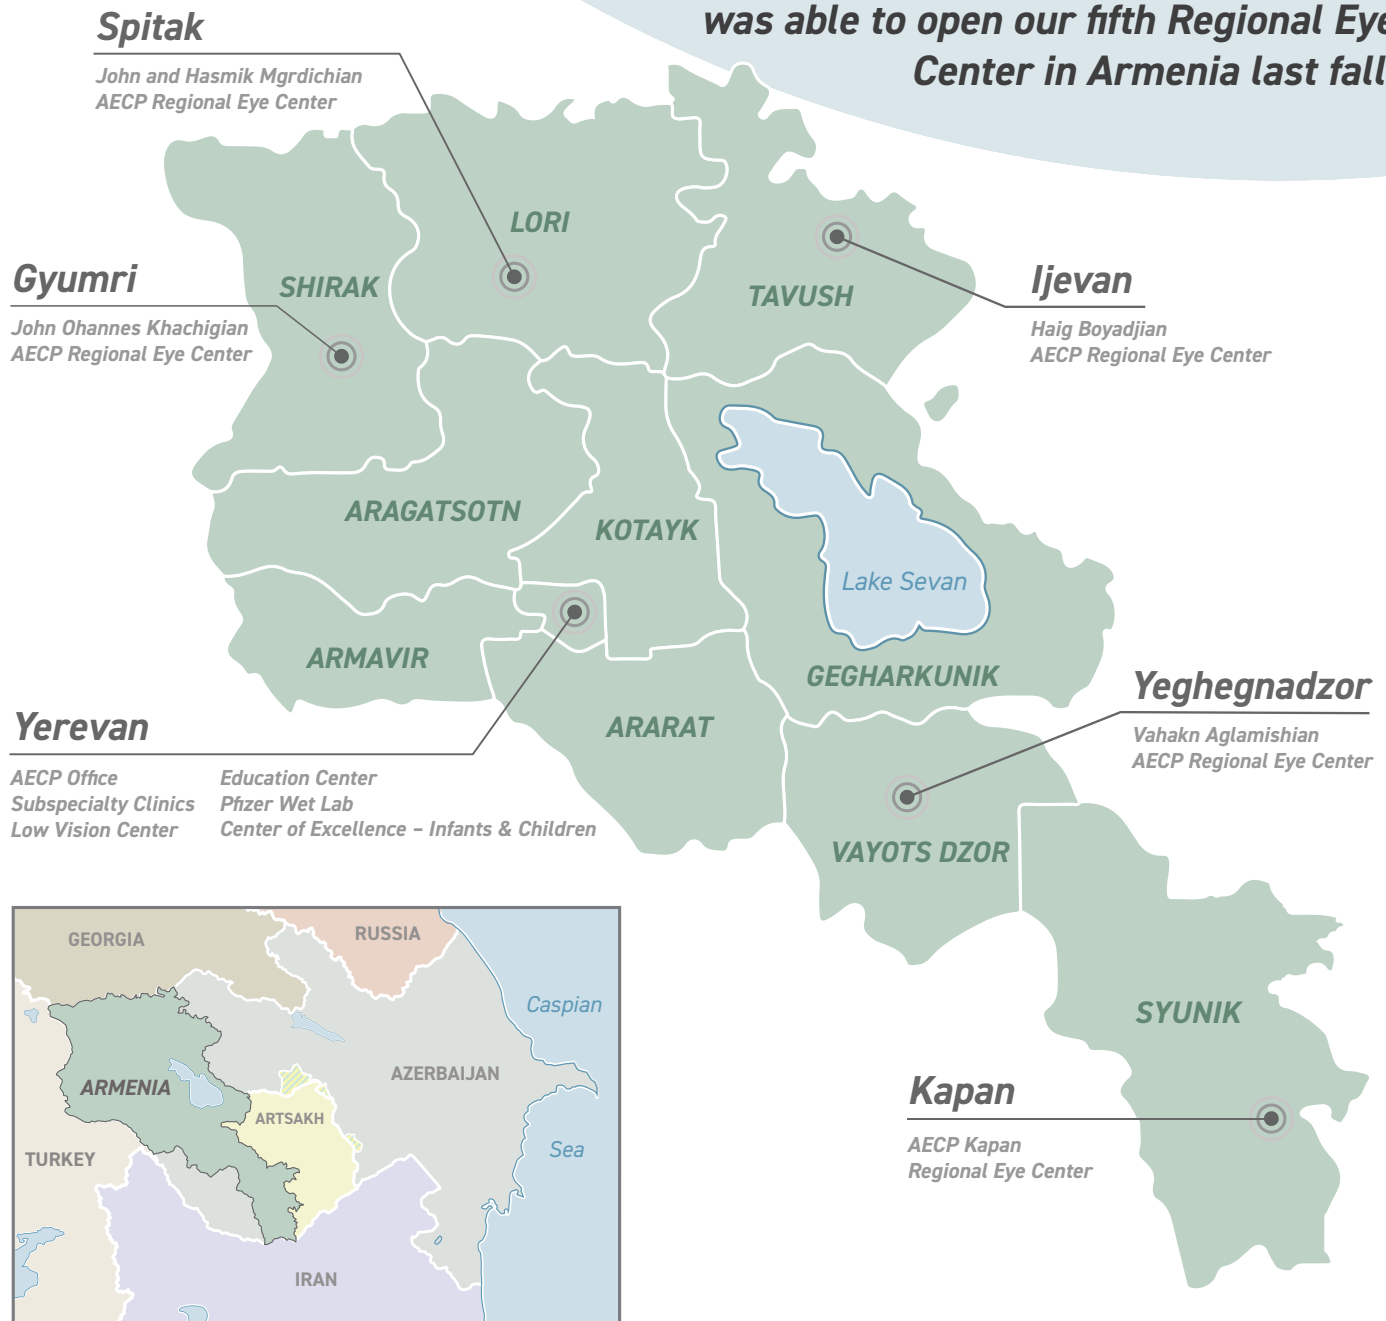 was able to open our fifth Regional Eye
Center in Armenia last fall
Spitak
John and Hasmik Mgrdichian
AECP Regional Eye Center
LORI
Gyumri
John Ohannes Khachigian
AECP Regional Eye Center
SHIRAK
TAVUSH
Ijevan
Haig Boyadjian
AECP Regional Eye Center
ARAGATSOTN
KOTAYK
Lake Sevan
ARMAVIR
GEGHARKUNIK
ARARAT
Yeghegnadzor
Vahakn Aglamishian
AECP Regional Eye Center
Yerevan
AECP Office
Subspecialty Clinics
Low Vision Center
Education Center
Pfizer Wet Lab
Center of Excellence – Infants & Children
VAYOTS DZOR
SYUNIK
Kapan
AECP Kapan
Regional Eye Center
GEORGIA
RUSSIA
Caspian
AZERBAIJAN
ARMENIA
ARTSAKH
Sea
TURKEY
IRAN